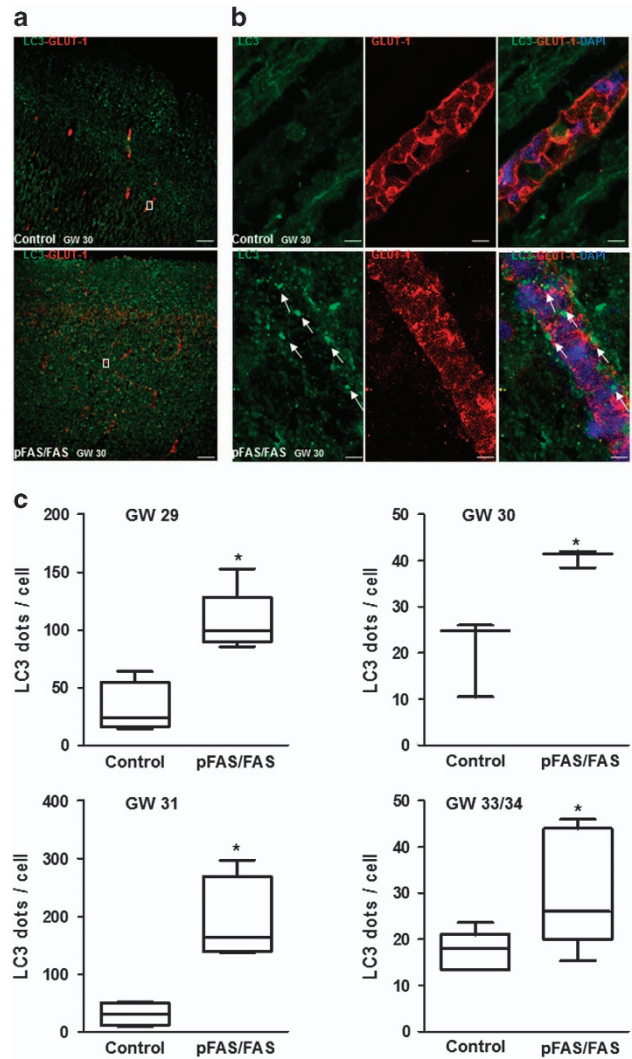 a
b
LC3-GLUT-1
Control GW 30
LC3-GLUT-1
pFAS/FAS GW 30
LC3
GLUT-1
LC3-GLUT-1-DAPI
Control GW 30
LC3
GLUT-1
LC3-GLUT-1-DAPI
pFAS/FAS GW 30
c
GW 29
LC3 dots / cell
200
150
100
50
0
*
Control
pFAS/FAS
GW 30
LC3 dots / cell
50
40
30
20
10
0
*
Control
pFAS/FAS
GW 31
LC3 dots / cell
400
300
200
100
0
*
Control
pFAS/FAS
GW 33/34
LC3 dots / cell
50
40
30
20
10
0
*
Control
pFAS/FAS